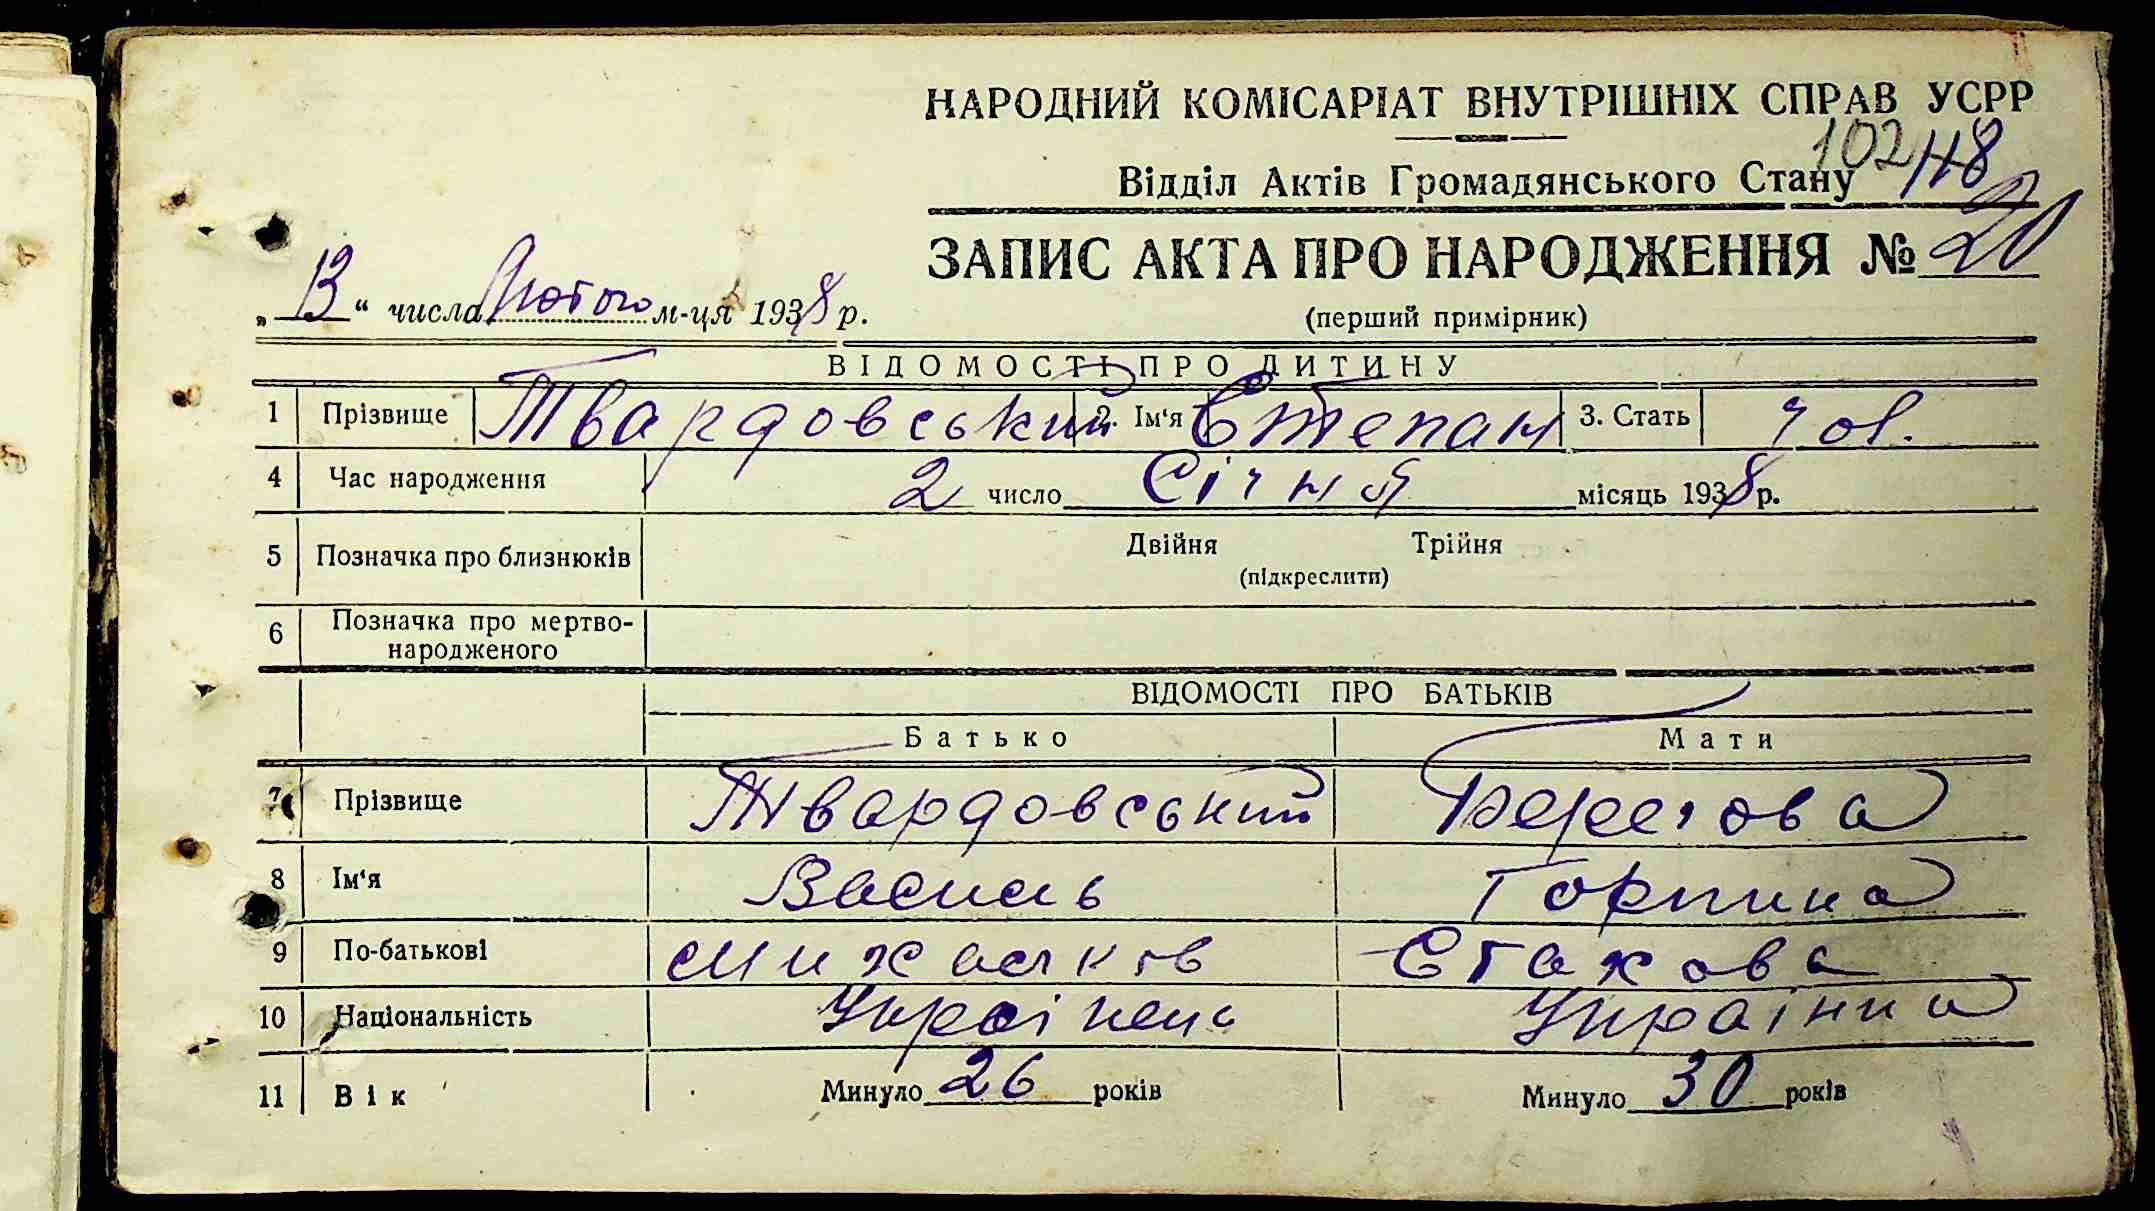 НАРОДНИЙ КОМІСАРІАТ ВНУТРІШНІХ СПРАВ УСРР
102 118
Відділ Актів Громадянського Стану
ЗАПИС АКТА ПРО НАРОДЖЕННЯ № 20
„13“ числа Лютого м-ця 1938 р.
(перший примірник)
ВІДОМОСТІ ПРО ДИТИНУ
1 Прізвище Твардовський 2. Ім'я Степан 3. Стать чол.
4 Час народження 2 число Січня місяць 1938 р.
5 Позначка про близнюків Двійня Трійня
(підкреслити)
6 Позначка про мертво-
народженого
ВІДОМОСТІ ПРО БАТЬКІВ
Батько Мати
7 Прізвище Твардовський Берегова
8 Ім'я Василь Горпина
9 По-батькові Стахова
10 Національність Українець Українка
11 Вік Минуло 26 років Минуло 30 років